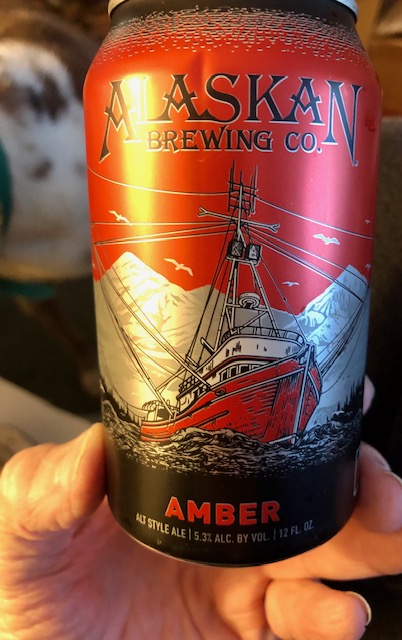 ALASKAN
BREWING CO.
AMBER
ALT STYLE ALE | 5.3% ALC. BY VOL. | 12 FL. OZ.